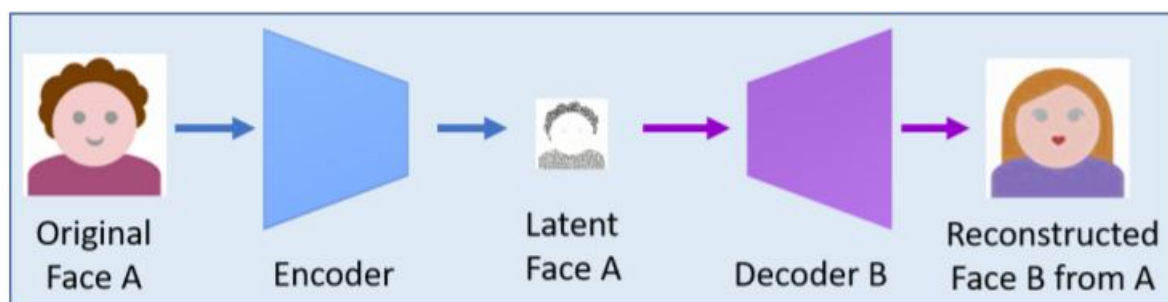 Original
Face A
Encoder
Latent
Face A
Decoder B
Reconstructed
Face B from A